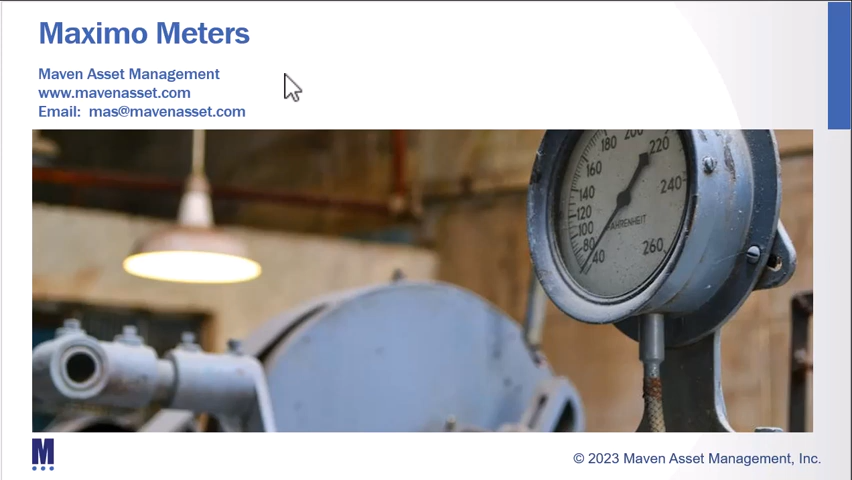 Maximo Meters
Maven Asset Management
www.mavenasset.com
Email: mas@mavenasset.com
180
200
220
160
240
140
120
100
FAHRENHEIT
80
260
40
M
© 2023 Maven Asset Management, Inc.